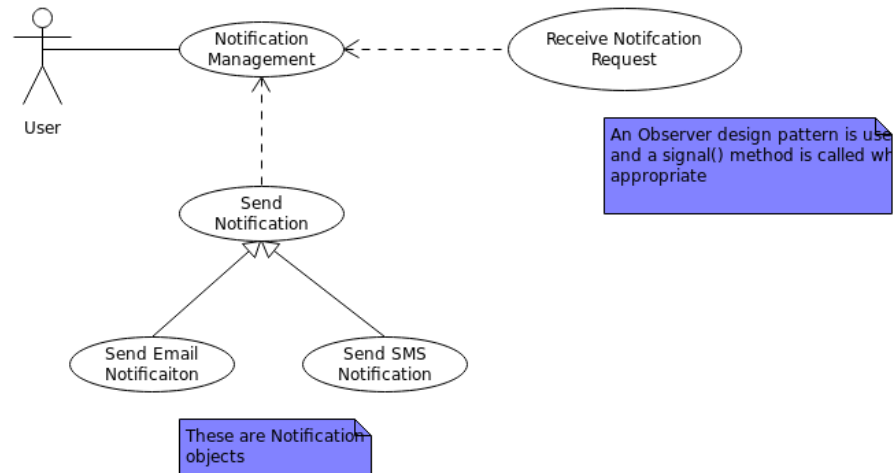 Notification
Management
Receive Notifcation
Request
User
An Observer design pattern is use
and a signal() method is called wh
appropriate
Send
Notification
Send Email
Notificaiton
Send SMS
Notification
These are Notification
objects